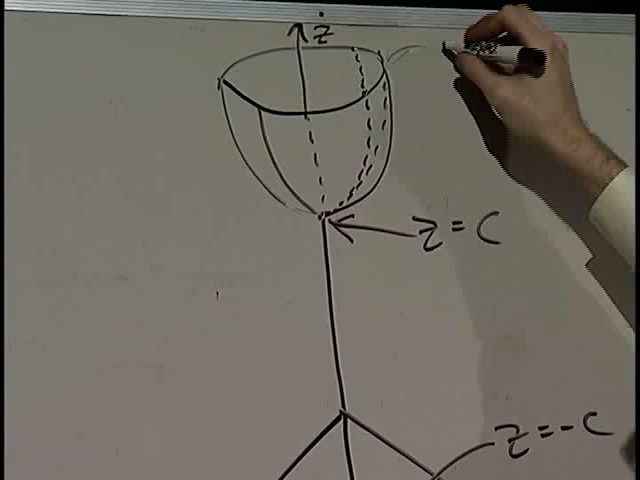 z
z = c
z = -c